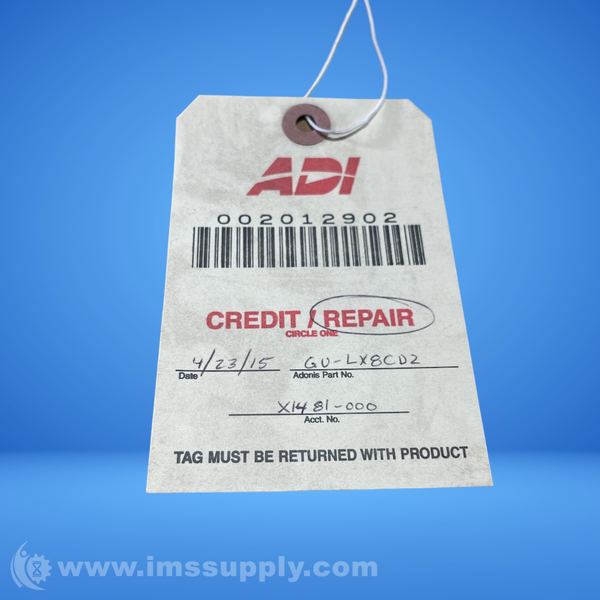 ADI
002012902
CREDIT / REPAIR
CIRCLE ONE
4/23/15 GU-LX8CD2
Date Adonis Part No.
X1481-000
Acct. No.
TAG MUST BE RETURNED WITH PRODUCT
www.imssupply.com